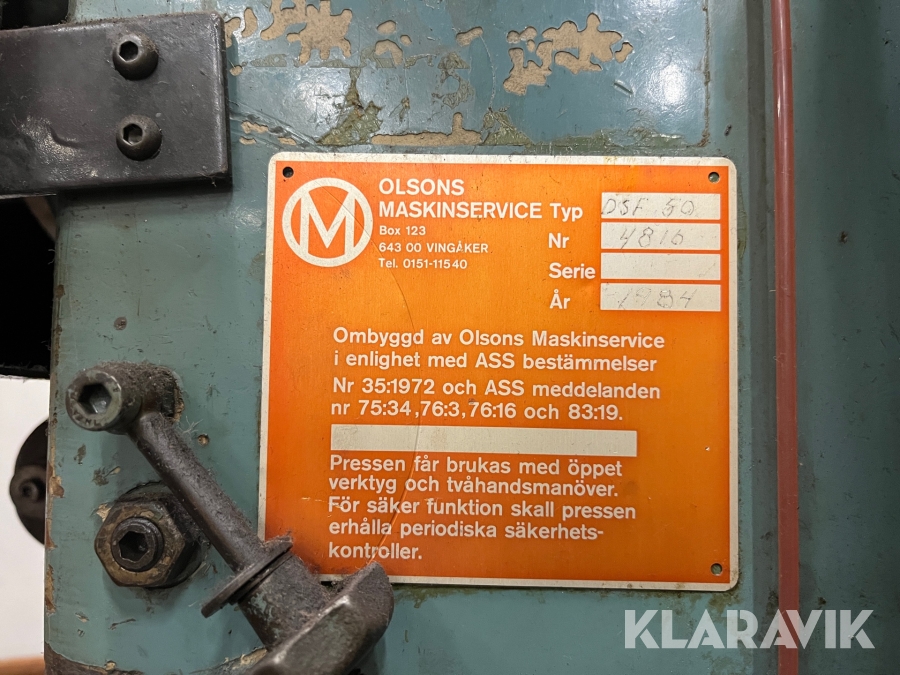 M
OLSONS
MASKINSERVICE
Box 123
643 00 VINGÅKER
Tel. 0151-11540
Typ DSF 50
Nr 4816
Serie
År 1984
Ombyggd av Olsons Maskinservice
i enlighet med ASS bestämmelser
Nr 35:1972 och ASS meddelanden
nr 75:34 ,76:3, 76:16 och 83:19.
Pressen får brukas med öppet
verktyg och tvåhandsmanöver.
För säker funktion skall pressen
erhålla periodiska säkerhets-
kontroller.
KLARAVIK